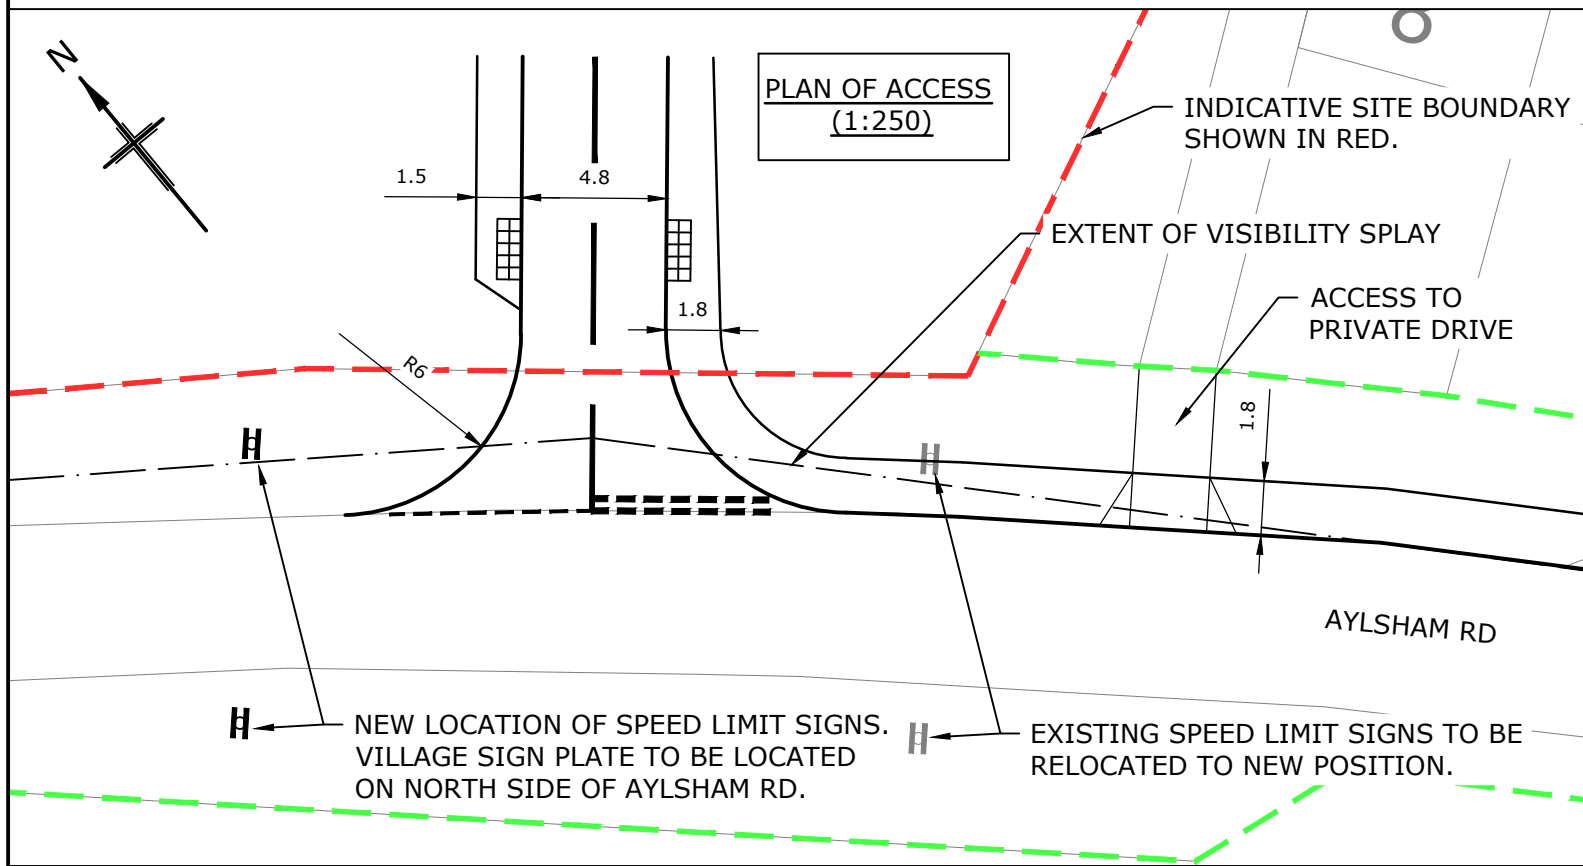 N
PLAN OF ACCESS
(1:250)
INDICATIVE SITE BOUNDARY
SHOWN IN RED.
1.5
4.8
EXTENT OF VISIBILITY SPLAY
ACCESS TO
PRIVATE DRIVE
1.8
R6
1.8
AYLSHAM RD
NEW LOCATION OF SPEED LIMIT SIGNS.
VILLAGE SIGN PLATE TO BE LOCATED
ON NORTH SIDE OF AYLSHAM RD.
EXISTING SPEED LIMIT SIGNS TO BE
RELOCATED TO NEW POSITION.